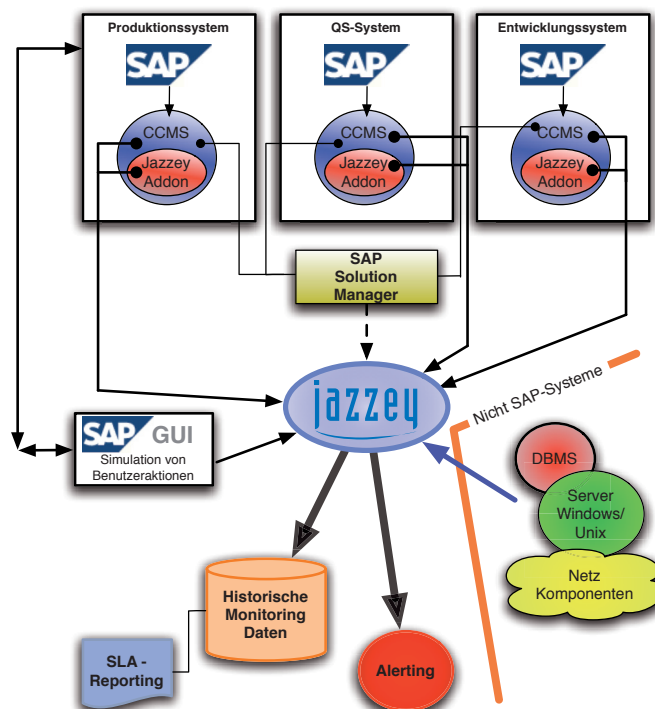 Produktionssystem
QS-System
Entwicklungssystem
SAP
SAP
SAP
CCMS
CCMS
CCMS
Jazzey
Addon
Jazzey
Addon
Jazzey
Addon
SAP
Solution
Manager
jazzey
Nicht SAP-Systeme
SAP GUI
Simulation von
Benutzeraktionen
DBMS
Server
Windows/
Unix
Netz
Komponenten
Historische
Monitoring
Daten
SLA -
Reporting
Alerting